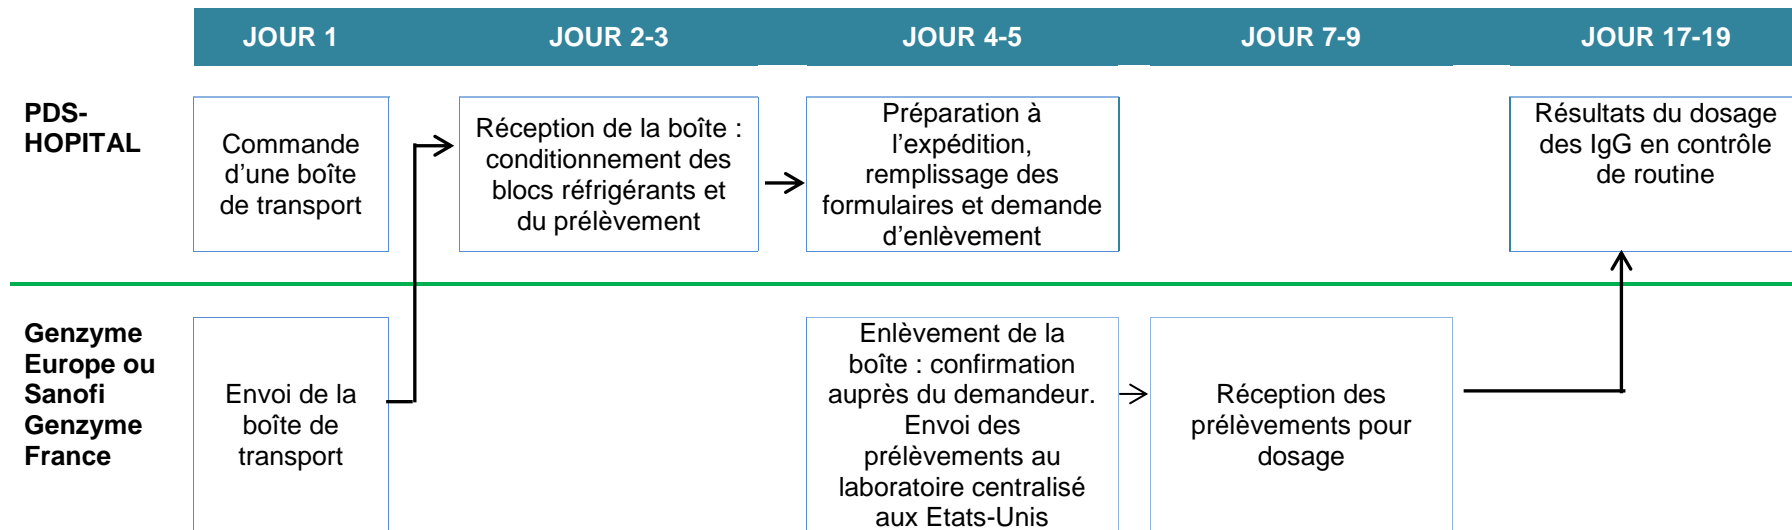 JOUR 1
JOUR 2-3
JOUR 4-5
JOUR 7-9
JOUR 17-19
PDS-
HOPITAL
Commande
d’une boîte
de transport
Réception de la boîte :
conditionnement des
blocs réfrigérants et
du prélèvement
Préparation à
l’expédition,
remplissage des
formulaires et demande
d’enlèvement
Résultats du dosage
des IgG en contrôle
de routine
Genzyme
Europe ou
Sanofi
Genzyme
France
Envoi de la
boîte de
transport
Enlèvement de la
boîte : confirmation
auprès du demandeur.
Envoi des
prélèvements au
laboratoire centralisé
aux Etats-Unis
Réception des
prélèvements pour
dosage